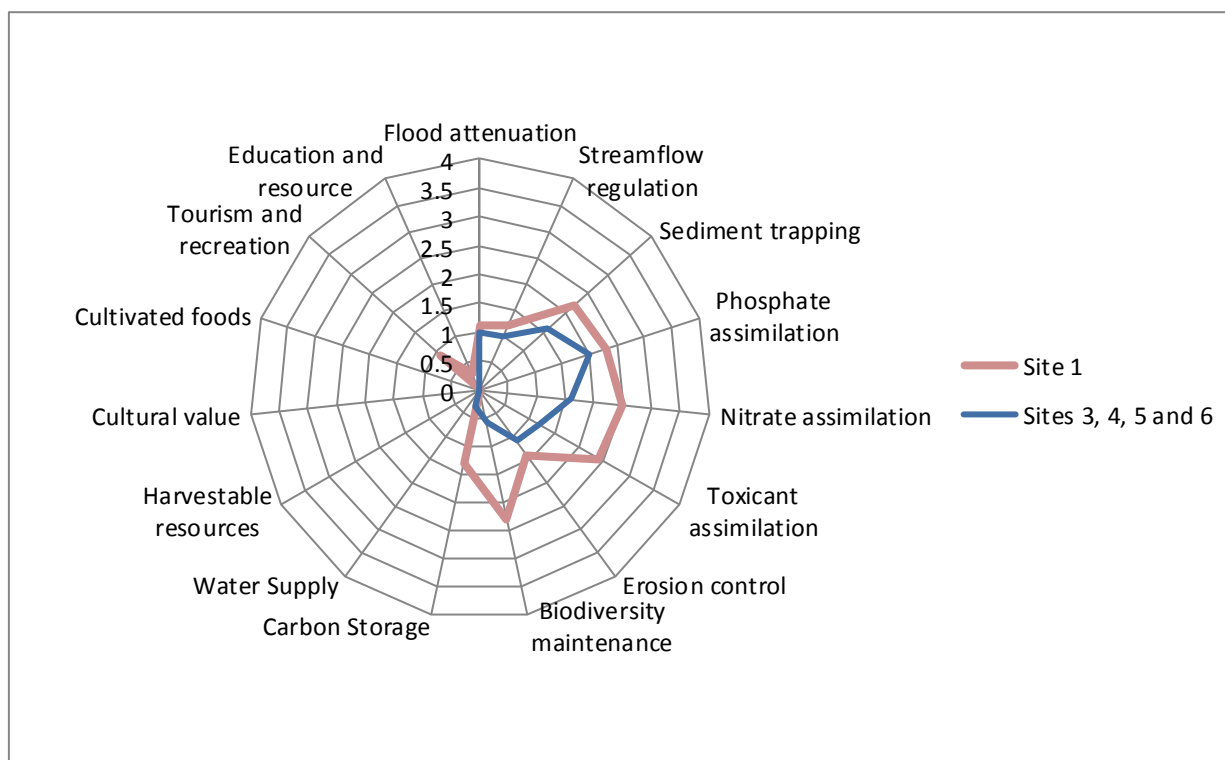 Flood attenuation
Streamflow
regulation
Sediment trapping
Phosphate
assimilation
Nitrate assimilation
Toxicant
assimilation
Erosion control
Biodiversity
maintenance
Carbon Storage
Water Supply
Harvestable
resources
Cultural value
Cultivated foods
Tourism and
recreation
Education and
resource
4
3.5
3
2.5
2
1.5
1
0.5
0
Site 1
Sites 3, 4, 5 and 6